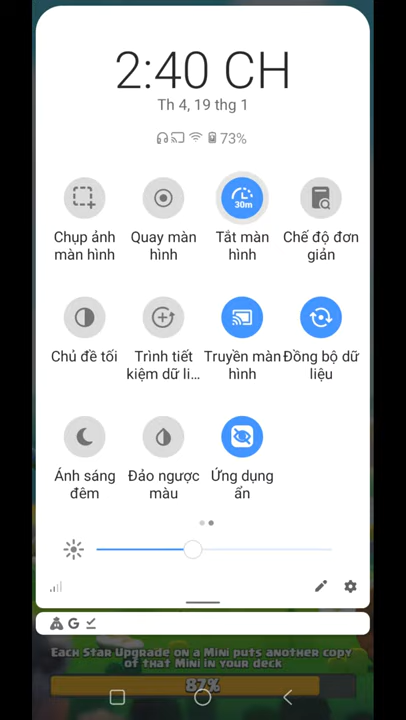 2:40 CH
Th 4, 19 thg 1
73%
30m
Chụp ảnh màn hình
Quay màn hình
Tắt màn hình
Chế độ đơn giản
Chủ đề tối
Trình tiết kiệm dữ li...
Truyền màn hình
Đồng bộ dữ liệu
Ánh sáng đêm
Đảo ngược màu
Ứng dụng ẩn
G
Each Star Upgrade on a Mini puts another copy
of that Mini in your deck
87%